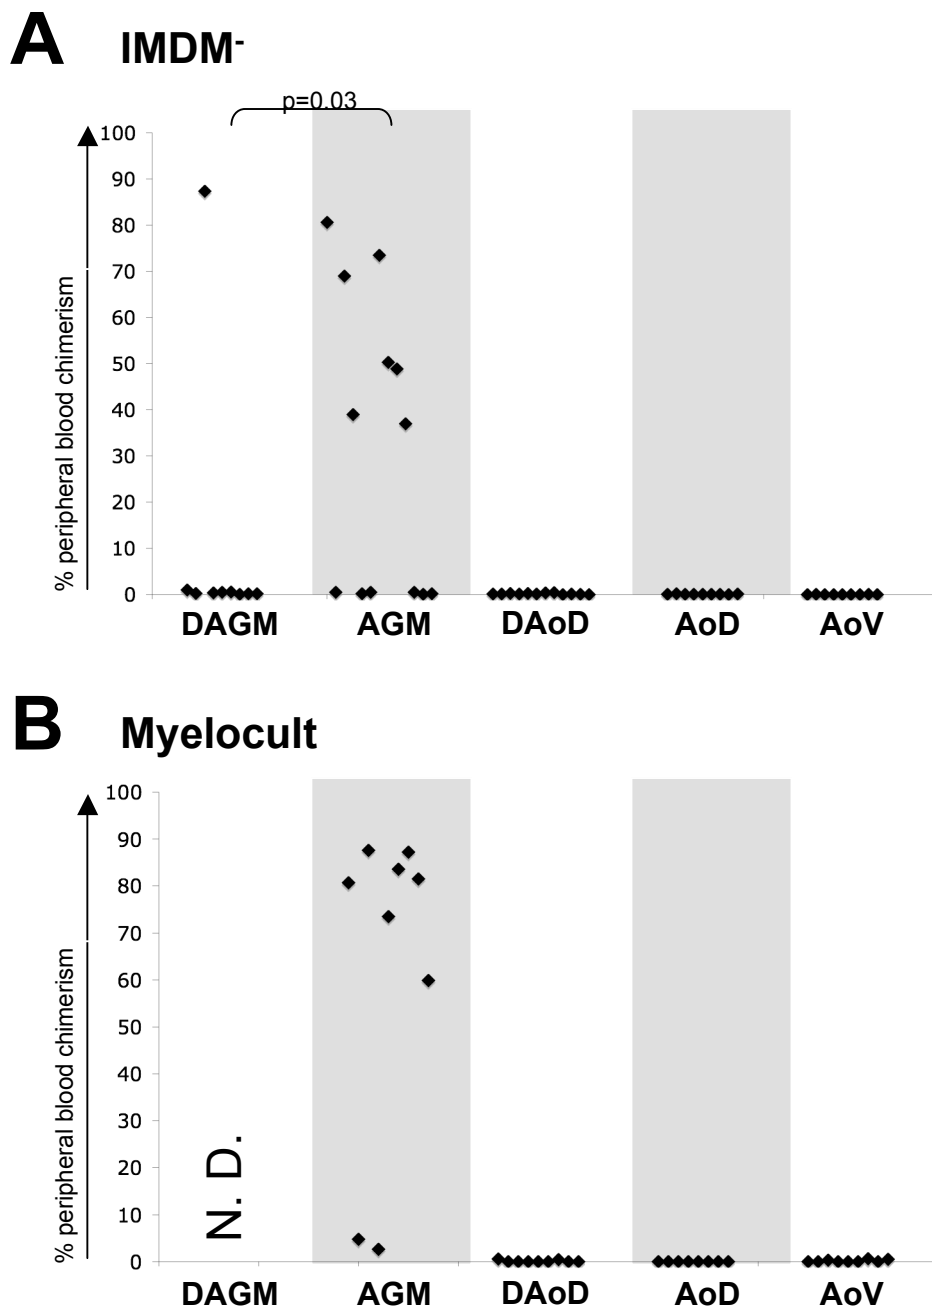 A IMDM-
p=0.03
100
90
80
70
60
50
40
30
20
10
0
% peripheral blood chimerism
DAGM AGM DAoD AoD AoV
B Myelocult
100
90
80
70
60
50
40
30
20
10
0
% peripheral blood chimerism
N. D.
DAGM AGM DAoD AoD AoV